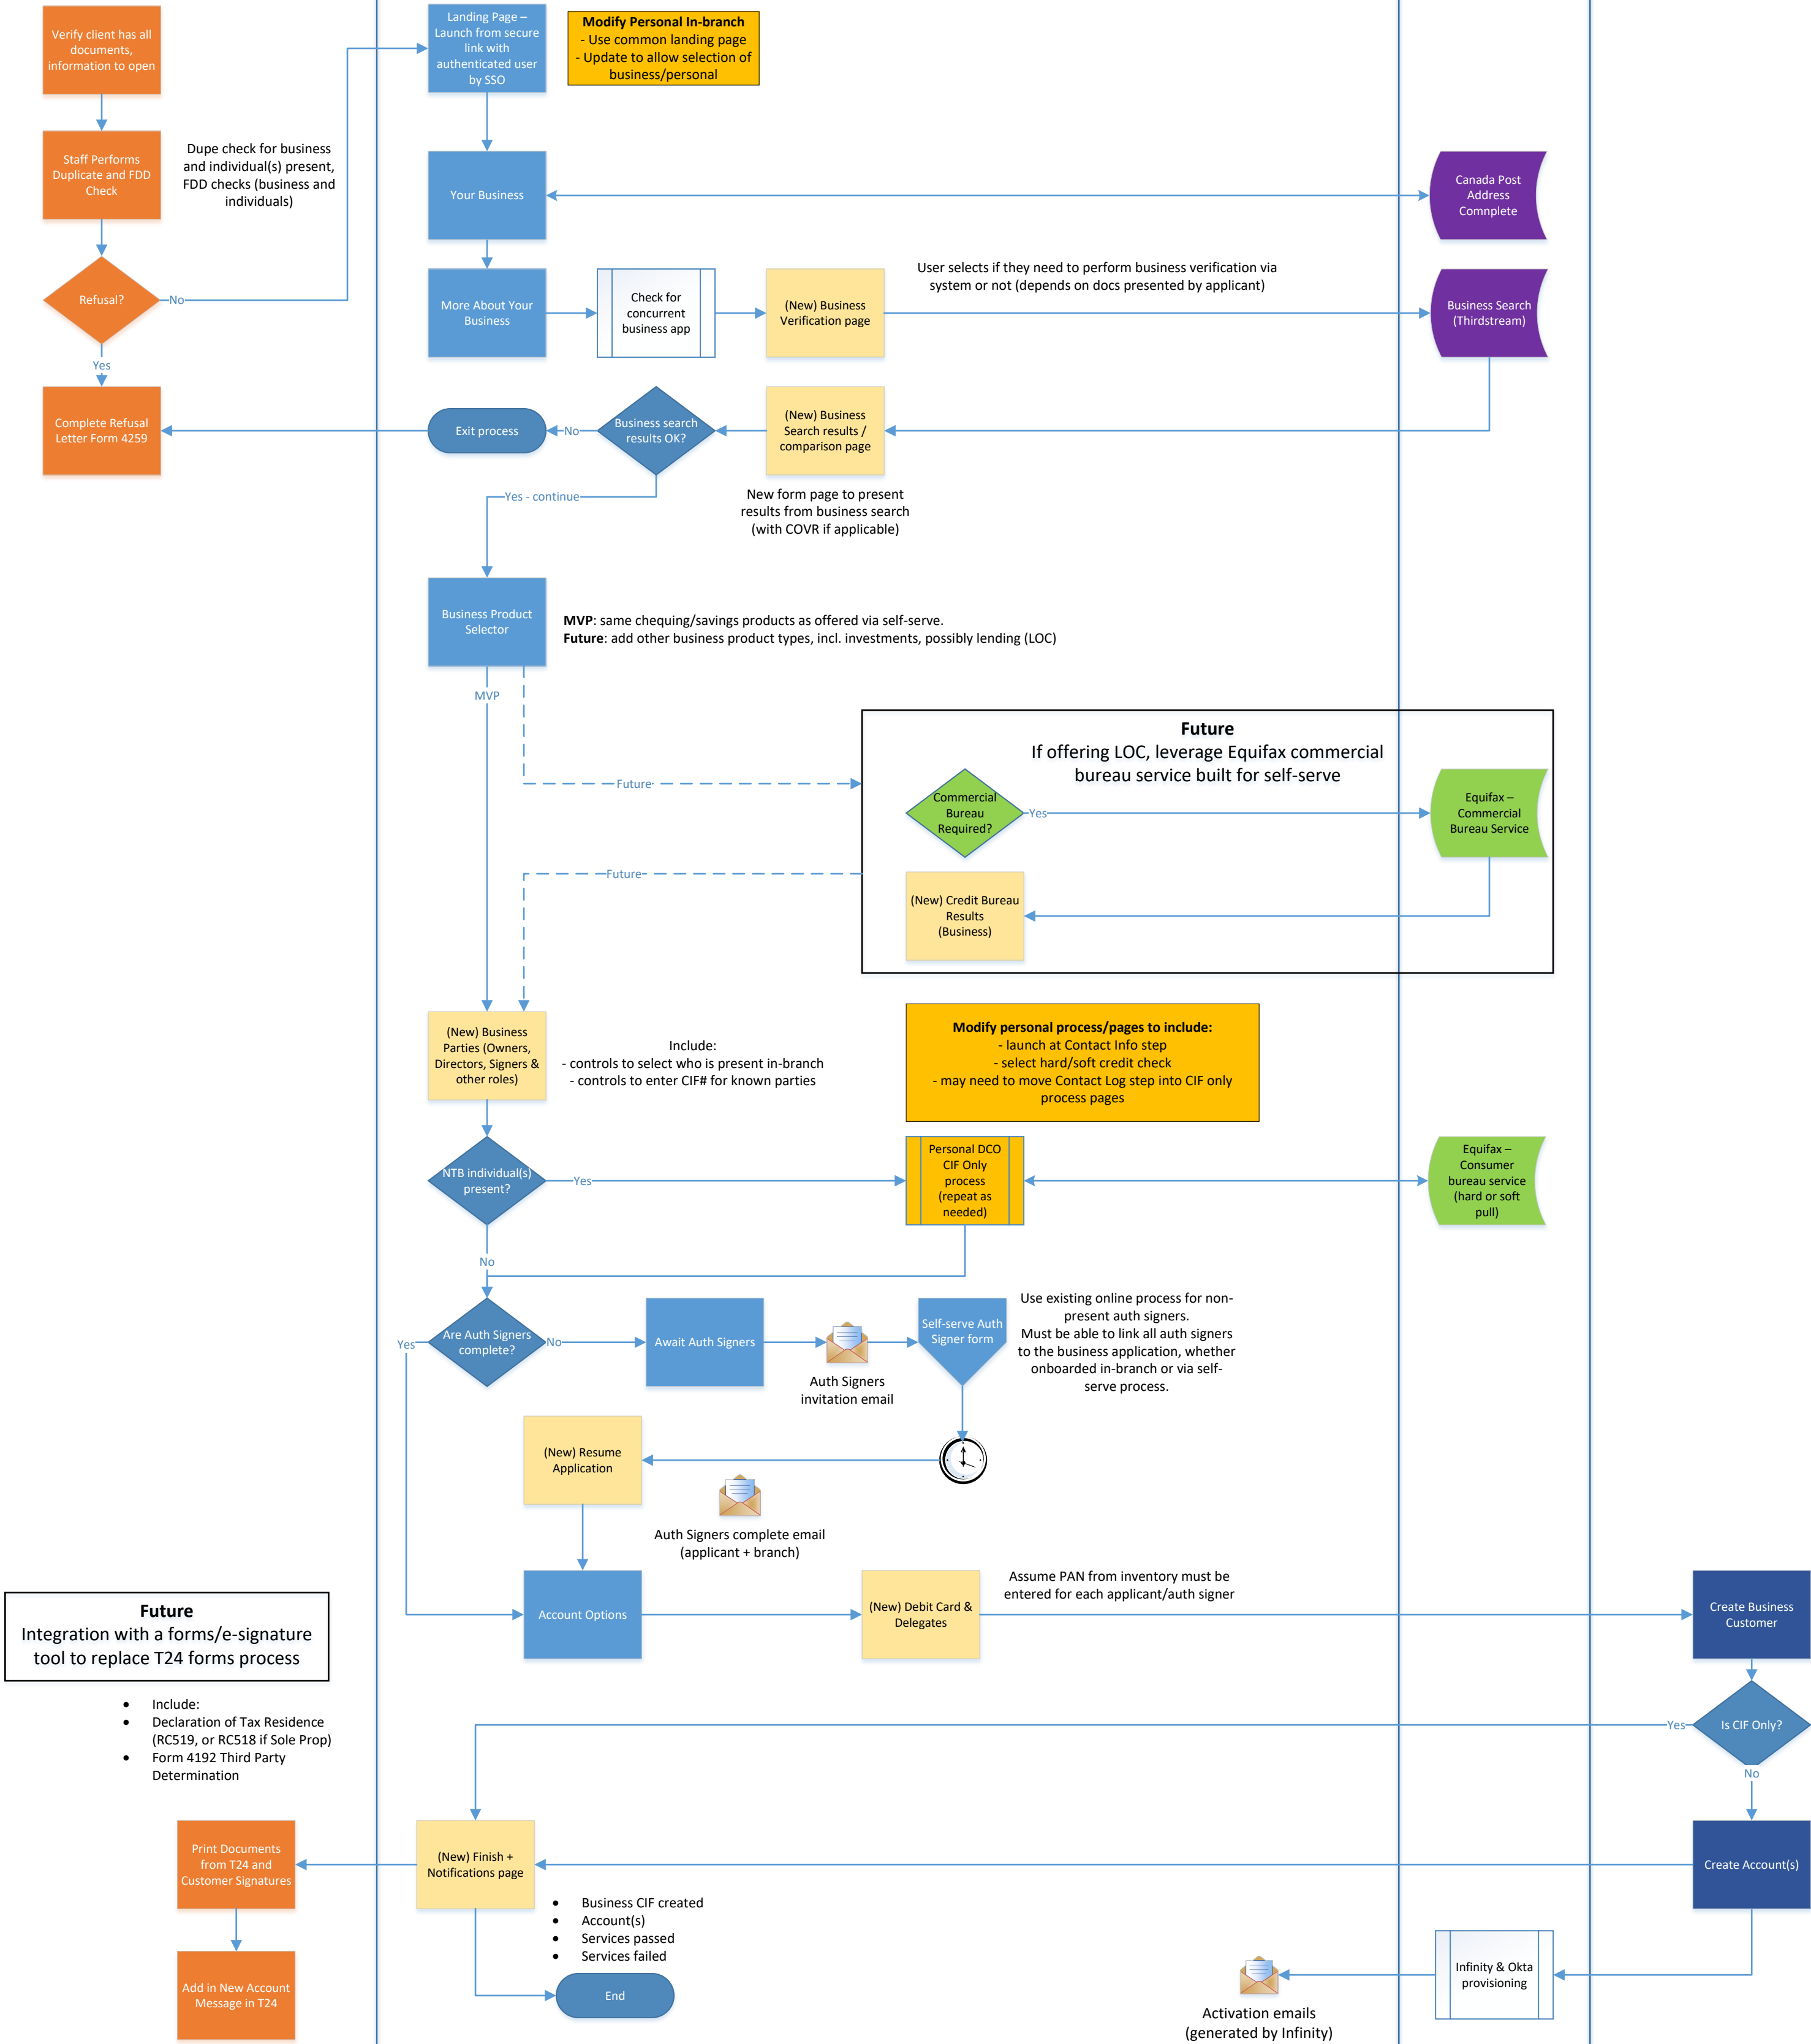 Verify client has all
documents,
information to open
Landing Page –
Launch from secure
link with
authenticated user
by SSO
Modify Personal In-branch
- Use common landing page
- Update to allow selection of
business/personal
Staff Performs
Duplicate and FDD
Check
Dupe check for business
and individual(s) present,
FDD checks (business and
individuals)
Your Business
Canada Post
Address
Comnplete
Refusal?
No
Yes
More About Your
Business
Check for
concurrent
business app
(New) Business
Verification page
User selects if they need to perform business verification via
system or not (depends on docs presented by applicant)
Business Search
(Thirdstream)
Complete Refusal
Letter Form 4259
Exit process
No
Business search
results OK?
(New) Business
Search results /
comparison page
Yes - continue
New form page to present
results from business search
(with COVR if applicable)
Business Product
Selector
MVP: same chequing/savings products as offered via self-serve.
Future: add other business product types, incl. investments, possibly lending (LOC)
MVP
Future
Future
If offering LOC, leverage Equifax commercial
bureau service built for self-serve
Commercial
Bureau
Required?
Yes
Equifax –
Commercial
Bureau Service
Future
(New) Credit Bureau
Results
(Business)
(New) Business
Parties (Owners,
Directors, Signers &
other roles)
Include:
- controls to select who is present in-branch
- controls to enter CIF# for known parties
Modify personal process/pages to include:
- launch at Contact Info step
- select hard/soft credit check
- may need to move Contact Log step into CIF only
process pages
NTB individual(s)
present?
Yes
No
Personal DCO
CIF Only
process
(repeat as
needed)
Equifax –
Consumer
bureau service
(hard or soft
pull)
Yes
Are Auth Signers
complete?
No
Await Auth Signers
Auth Signers
invitation email
Self-serve Auth
Signer form
Use existing online process for non-
present auth signers.
Must be able to link all auth signers
to the business application, whether
onboarded in-branch or via self-
serve process.
(New) Resume
Application
Auth Signers complete email
(applicant + branch)
Account Options
(New) Debit Card &
Delegates
Assume PAN from inventory must be
entered for each applicant/auth signer
Create Business
Customer
Future
Integration with a forms/e-signature
tool to replace T24 forms process
• Include:
• Declaration of Tax Residence
(RC519, or RC518 if Sole Prop)
• Form 4192 Third Party
Determination
Yes
Is CIF Only?
No
Print Documents
from T24 and
Customer Signatures
(New) Finish +
Notifications page
Create Account(s)
• Business CIF created
• Account(s)
• Services passed
• Services failed
Add in New Account
Message in T24
End
Activation emails
(generated by Infinity)
Infinity & Okta
provisioning